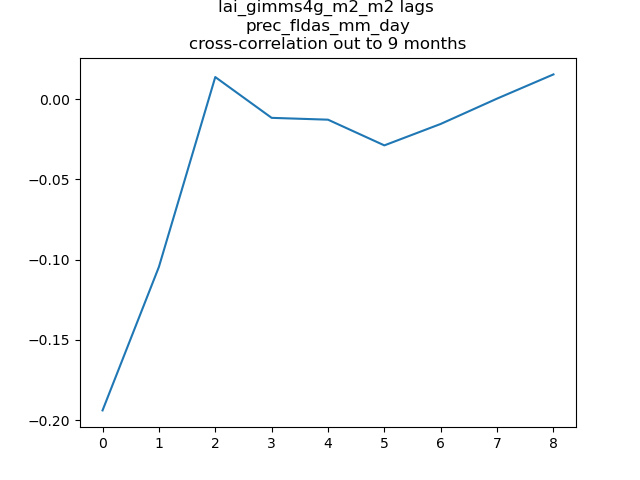 lai_gimms4g_m2_m2 lags
prec_fldas_mm_day
cross-correlation out to 9 months
0.00
−0.05
−0.10
−0.15
−0.20
0 1 2 3 4 5 6 7 8